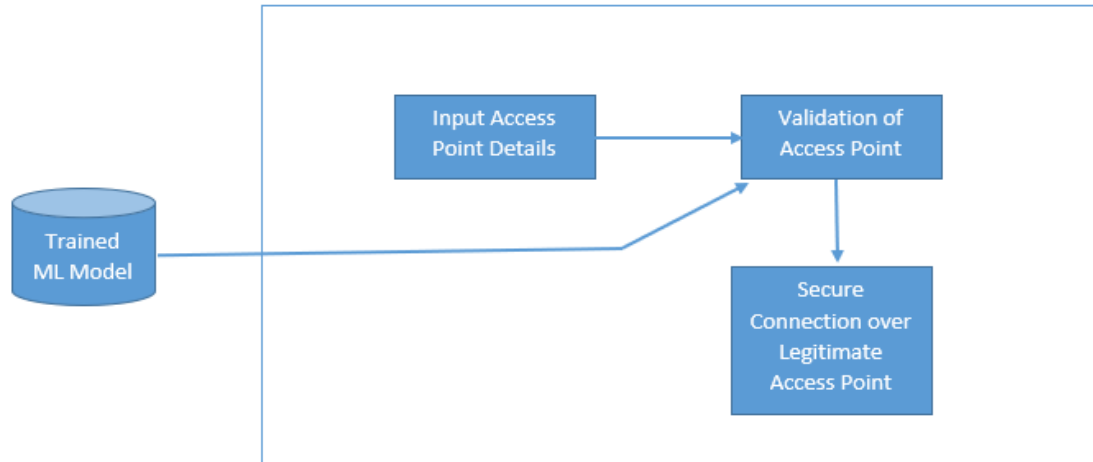 Input Access
Point Details
Validation of
Access Point
Trained
ML Model
Secure
Connection over
Legitimate
Access Point